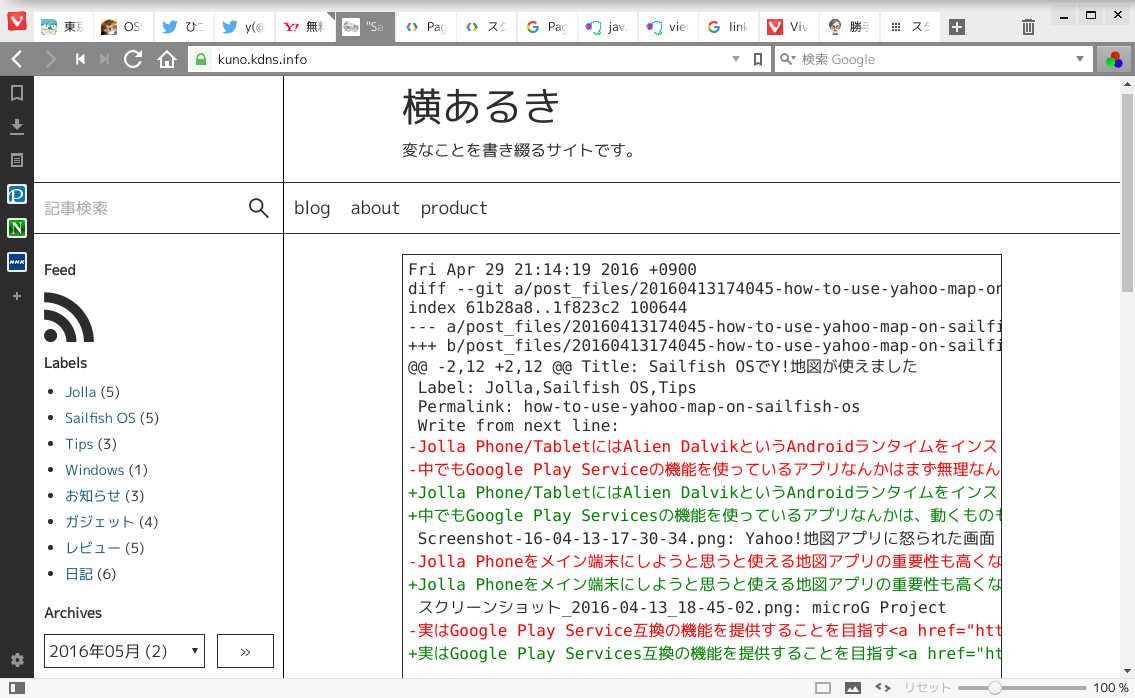 東京
OS
ひこ
y(@
無料
"Sa
Pag
スク
Pag
java
view
link
Viv
勝手
スタ
kuno.kdns.info
検索 Google
横あるき
変なことを書き綴るサイトです。
記事検索
blog about product
Feed
Labels
Jolla (5)
Sailfish OS (5)
Tips (3)
Windows (1)
お知らせ (3)
ガジェット (4)
レビュー (5)
日記 (6)
Archives
2016年05月 (2)
»
Fri Apr 29 21:14:19 2016 +0900
diff --git a/post_files/20160413174045-how-to-use-yahoo-map-on
index 61b28a8..1f823c2 100644
--- a/post_files/20160413174045-how-to-use-yahoo-map-on-sailfi
+++ b/post_files/20160413174045-how-to-use-yahoo-map-on-sailfi
@@ -2,12 +2,12 @@ Title: Sailfish OSでY!地図が使えました
Label: Jolla,Sailfish OS,Tips
Permalink: how-to-use-yahoo-map-on-sailfish-os
Write from next line:
-Jolla Phone/TabletにはAlien DalvikというAndroidランタイムをインス
-中でもGoogle Play Serviceの機能を使っているアプリなんかはまず無理なん
+Jolla Phone/TabletにはAlien DalvikというAndroidランタイムをインス
+中でもGoogle Play Servicesの機能を使っているアプリなんかは、動くものも
Screenshot-16-04-13-17-30-34.png: Yahoo!地図アプリに怒られた画面
-Jolla Phoneをメイン端末にしようと思うと使える地図アプリの重要性も高くな
+Jolla Phoneをメイン端末にしようと思うと使える地図アプリの重要性も高くな
スクリーンショット_2016-04-13_18-45-02.png: microG Project
-実はGoogle Play Service互換の機能を提供することを目指す<a href="htt
+実はGoogle Play Services互換の機能を提供することを目指す<a href="ht
リセット
100 %